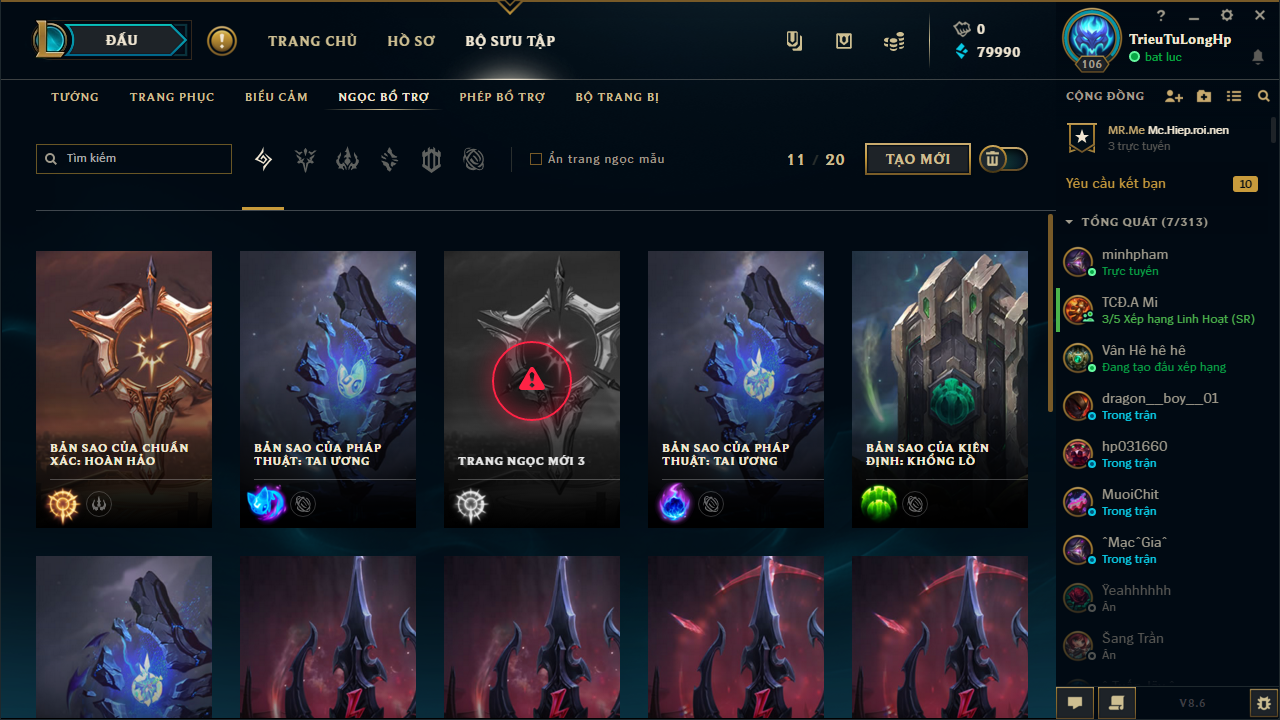 ĐẤU
TRANG CHỦ
HỒ SƠ
BỘ SƯU TẬP
0
79990
?
TrieuTuLongHp
bat luc
106
TƯỚNG
TRANG PHỤC
BIỂU CẢM
NGỌC BỔ TRỢ
PHÉP BỔ TRỢ
BỘ TRANG BỊ
CỘNG ĐỒNG
Tìm kiếm
Ẩn trang ngọc mẫu
11 / 20
TẠO MỚI
MR.Me Mc.Hiep.roi.nen
3 trực tuyến
Yêu cầu kết bạn
10
TỔNG QUÁT (7/313)
minhpham
Trực tuyến
TCĐ.A Mi
3/5 Xếp hạng Linh Hoạt (SR)
Vân Hê hê hê
Đang tạo đấu xếp hạng
dragon__boy__01
Trong trận
hp031660
Trong trận
MuoiChit
Trong trận
^Mạc^Gia^
Trong trận
Ÿeahhhhhh
Ẩn
Šang Trần
Ẩn
BẢN SAO CỦA CHUẨN
XÁC: HOÀN HẢO
BẢN SAO CỦA PHÁP
THUẬT: TAI ƯƠNG
TRANG NGỌC MỚI 3
BẢN SAO CỦA PHÁP
THUẬT: TAI ƯƠNG
BẢN SAO CỦA KIÊN
ĐỊNH: KHỔNG LỒ
V8.6